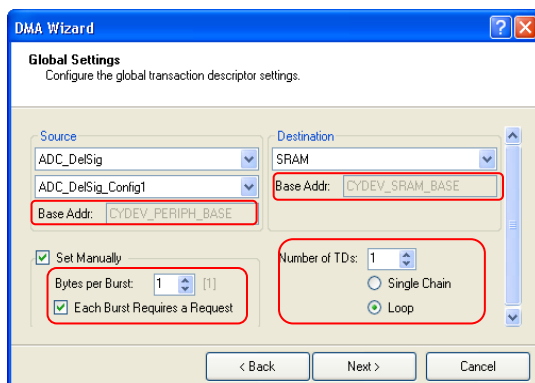 DMA Wizard
Global Settings
Configure the global transaction descriptor settings.
Source
ADC_DelSig
ADC_DelSig_Config1
Base Addr: CYDEV_PERIPH_BASE
Destination
SRAM
Base Addr: CYDEV_SRAM_BASE
Set Manually
Bytes per Burst: 1 [1]
Each Burst Requires a Request
Number of TDs: 1
Single Chain
Loop
< Back Next > Cancel